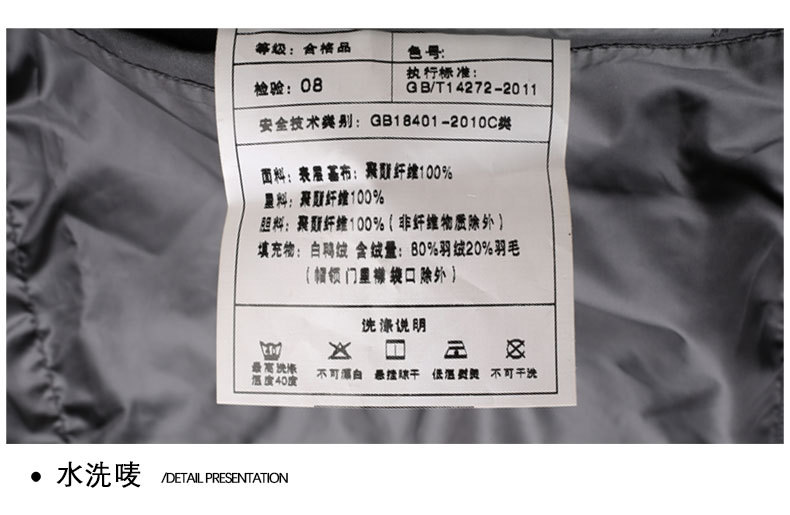 等级：合格品
色号：
检验：08
执行标准：
GB/T14272-2011
安全技术类别：GB18401-2010C类
面料：表层基布：聚酯纤维100%
里料：聚酯纤维100%
胆料：聚酯纤维100%（非纤维物质除外）
填充物：白鸭绒 含绒量：80%羽绒20%羽毛
（帽领门里襟袋口除外）
洗涤说明
最高洗涤
温度40度
不可漂白
悬挂晾干
低温熨烫
不可干洗
水洗唛
/DETAIL PRESENTATION